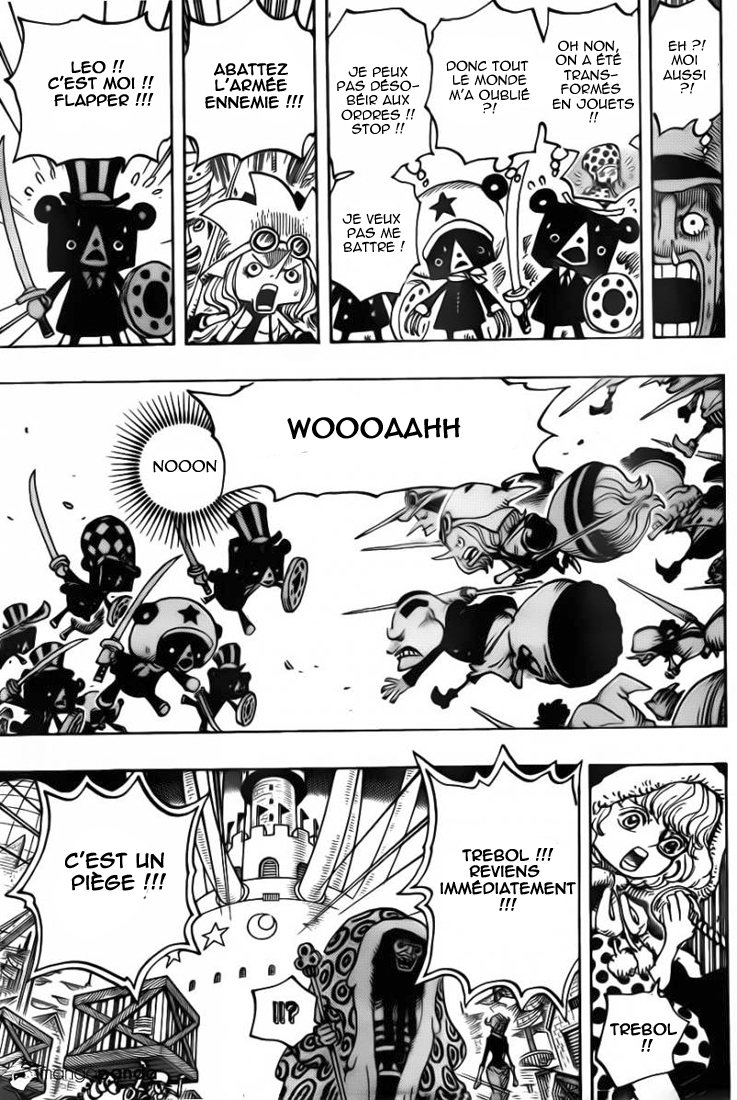 EH ?!
MOI
AUSSI
?!
OH NON,
ON A ÉTÉ
TRANS-
FORMÉS
EN JOUETS
!!
DONC TOUT
LE MONDE
M'A OUBLIÉ
?!
JE PEUX
PAS DÉSO-
BÉIR AUX
ORDRES !!
STOP !!
JE VEUX
PAS ME
BATTRE !
ABATTEZ
L'ARMÉE
ENNEMIE !!!
LEO !!
C'EST MOI !!
FLAPPER !!!
WOOOAAHH
NOOON
TREBOL
!!
TREBOL !!!
REVIENS
IMMÉDIATEMENT
!!!
!!?
C'EST UN
PIÈGE !!!
mangapanda